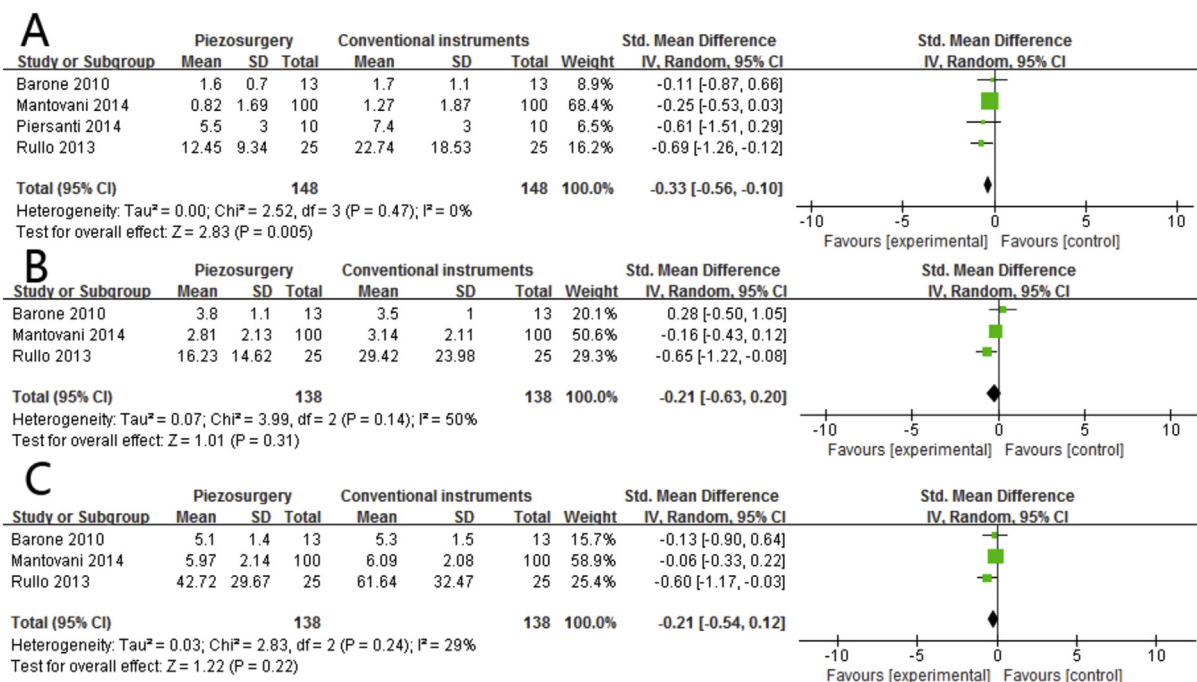 A
Piezosurgery Conventional instruments Std. Mean Difference Std. Mean Difference
Study or Subgroup Mean SD Total Mean SD Total Weight IV, Random, 95% CI IV, Random, 95% CI
Barone 2010 1.6 0.7 13 1.7 1.1 13 8.9% -0.11 [-0.87, 0.66]
Mantovani 2014 0.82 1.69 100 1.27 1.87 100 68.4% -0.25 [-0.53, 0.03]
Piersanti 2014 5.5 3 10 7.4 3 10 6.5% -0.61 [-1.51, 0.29]
Rullo 2013 12.45 9.34 25 22.74 18.53 25 16.2% -0.69 [-1.26, -0.12]
Total (95% CI) 148 148 100.0% -0.33 [-0.56, -0.10]
Heterogeneity: Tau² = 0.00; Chi² = 2.52, df = 3 (P = 0.47); I² = 0%
Test for overall effect: Z = 2.83 (P = 0.005)
-10 -5 0 5 10
Favours [experimental] Favours [control]
B
Piezosurgery Conventional instruments Std. Mean Difference Std. Mean Difference
Study or Subgroup Mean SD Total Mean SD Total Weight IV, Random, 95% CI IV, Random, 95% CI
Barone 2010 3.8 1.1 13 3.5 1 13 20.1% 0.28 [-0.50, 1.05]
Mantovani 2014 2.81 2.13 100 3.14 2.11 100 50.6% -0.16 [-0.43, 0.12]
Rullo 2013 16.23 14.62 25 29.42 23.98 25 29.3% -0.65 [-1.22, -0.08]
Total (95% CI) 138 138 100.0% -0.21 [-0.63, 0.20]
Heterogeneity: Tau² = 0.07; Chi² = 3.99, df = 2 (P = 0.14); I² = 50%
Test for overall effect: Z = 1.01 (P = 0.31)
-10 -5 0 5 10
Favours [experimental] Favours [control]
C
Piezosurgery Conventional instruments Std. Mean Difference Std. Mean Difference
Study or Subgroup Mean SD Total Mean SD Total Weight IV, Random, 95% CI IV, Random, 95% CI
Barone 2010 5.1 1.4 13 5.3 1.5 13 15.7% -0.13 [-0.90, 0.64]
Mantovani 2014 5.97 2.14 100 6.09 2.08 100 58.9% -0.06 [-0.33, 0.22]
Rullo 2013 42.72 29.67 25 61.64 32.47 25 25.4% -0.60 [-1.17, -0.03]
Total (95% CI) 138 138 100.0% -0.21 [-0.54, 0.12]
Heterogeneity: Tau² = 0.03; Chi² = 2.83, df = 2 (P = 0.24); I² = 29%
Test for overall effect: Z = 1.22 (P = 0.22)
-10 -5 0 5 10
Favours [experimental] Favours [control]